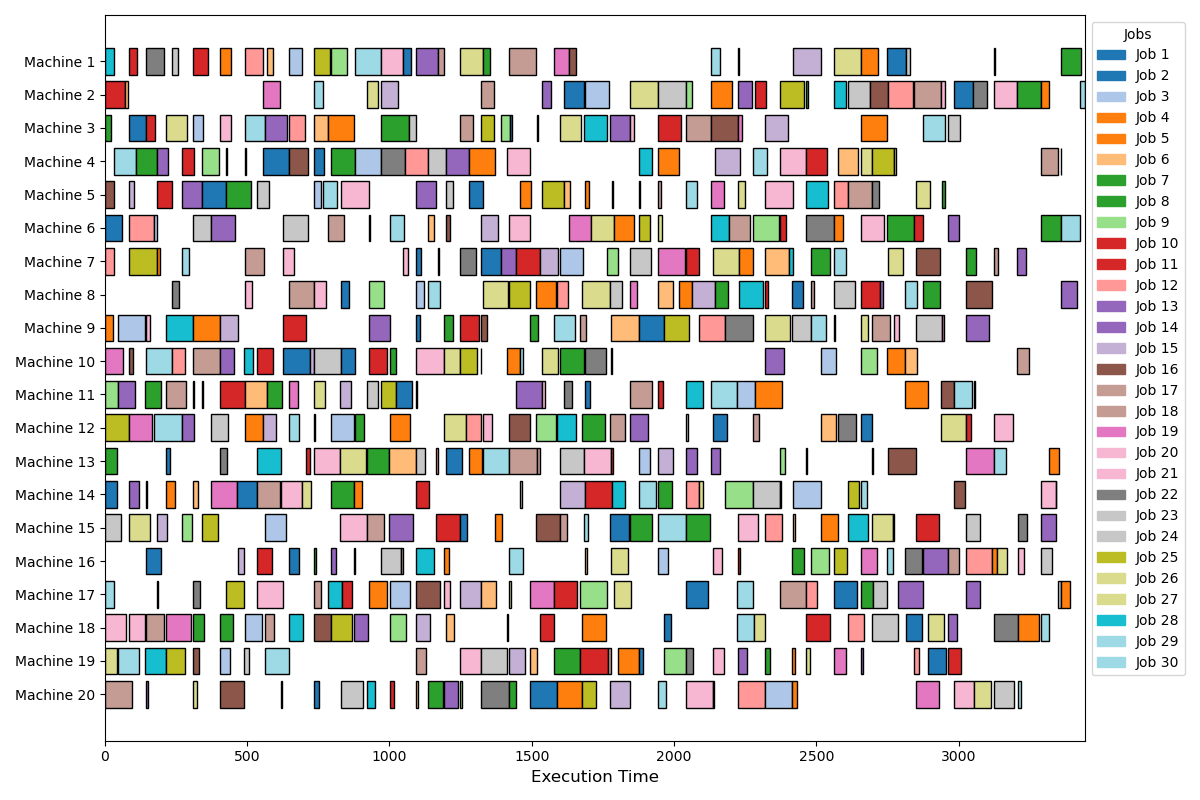 Machine 1
Machine 2
Machine 3
Machine 4
Machine 5
Machine 6
Machine 7
Machine 8
Machine 9
Machine 10
Machine 11
Machine 12
Machine 13
Machine 14
Machine 15
Machine 16
Machine 17
Machine 18
Machine 19
Machine 20
0 500 1000 1500 2000 2500 3000
Execution Time
Jobs
Job 1
Job 2
Job 3
Job 4
Job 5
Job 6
Job 7
Job 8
Job 9
Job 10
Job 11
Job 12
Job 13
Job 14
Job 15
Job 16
Job 17
Job 18
Job 19
Job 20
Job 21
Job 22
Job 23
Job 24
Job 25
Job 26
Job 27
Job 28
Job 29
Job 30